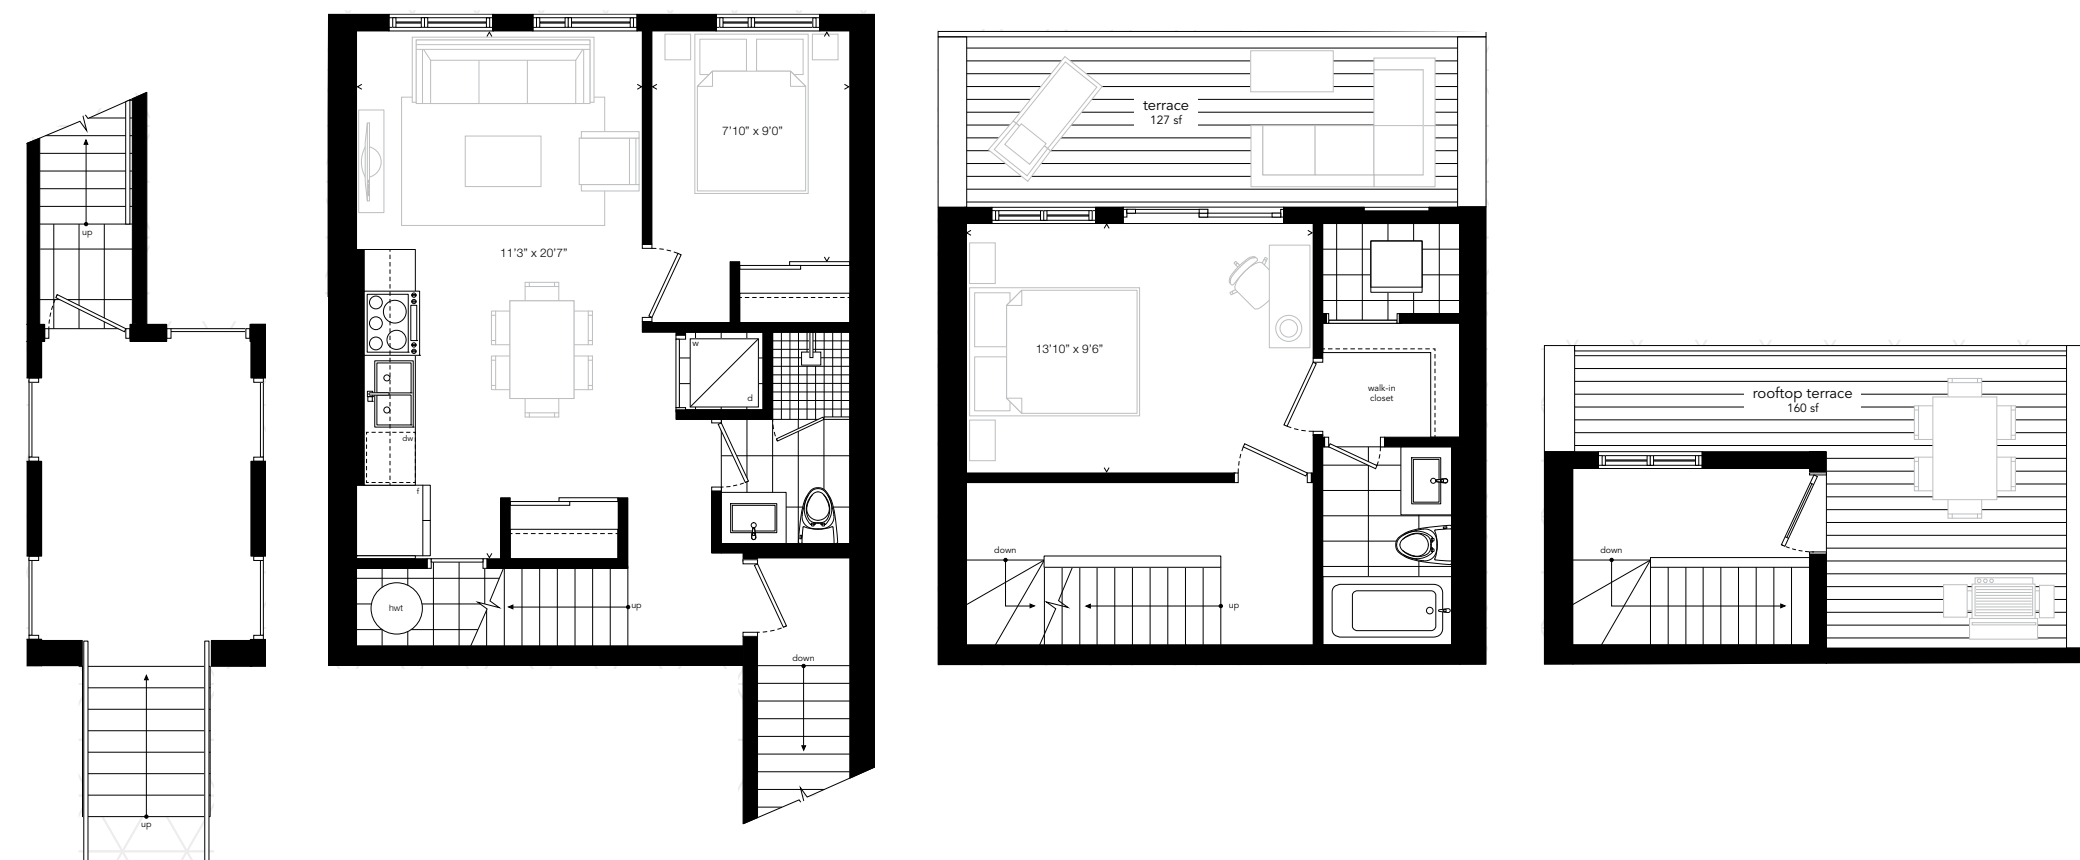 up
up
7'10" x 9'0"
11'3" x 20'7"
w
d
dw
f
hwt
up
down
terrace
127 sf
13'10" x 9'6"
walk-in
closet
down
up
rooftop terrace
160 sf
down